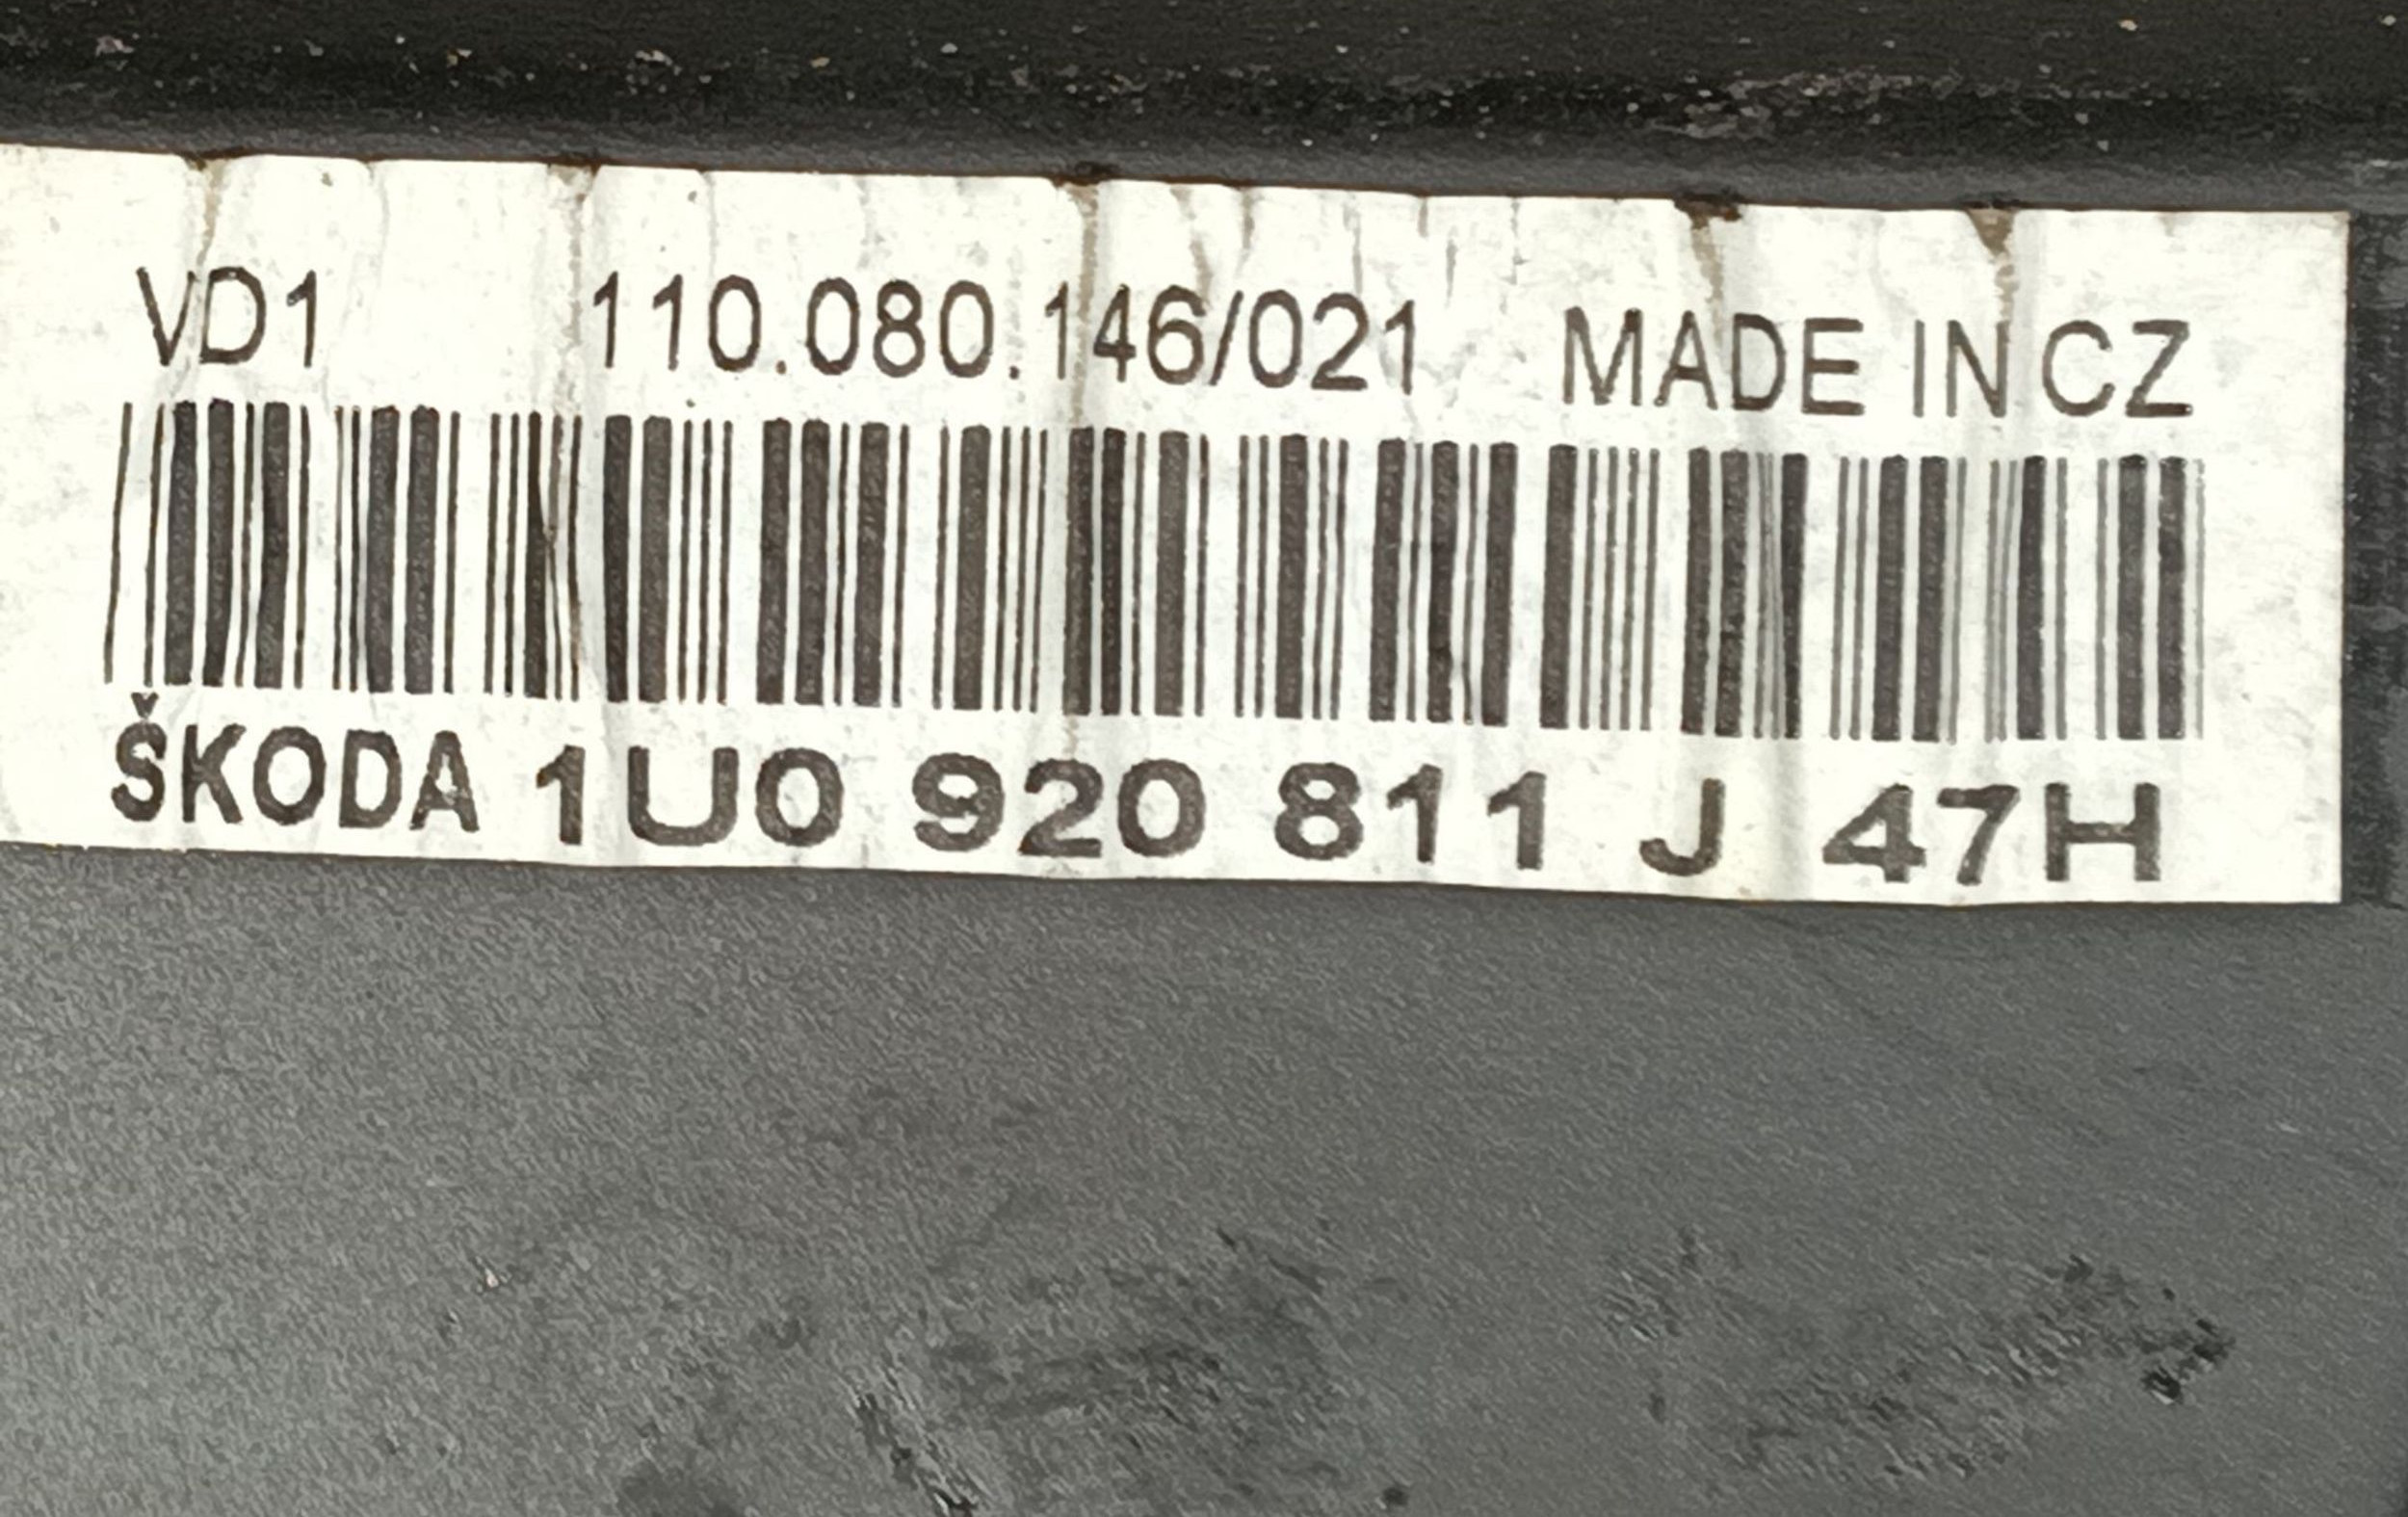 VD1 110.080.146/021 MADE IN CZ
ŠKODA 1U0 920 811 J 47H